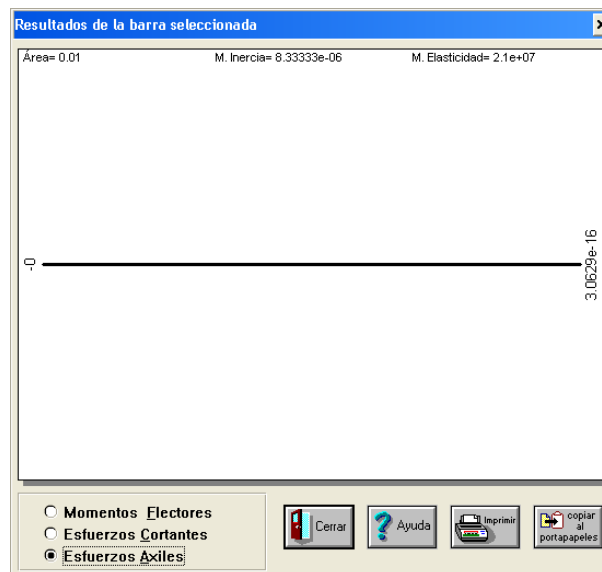 Resultados de la barra seleccionada
Área= 0.01 M. Inercia= 8.33333e-06 M. Elasticidad= 2.1e+07
-0
3.0629e-16
Momentos Flectores
Esfuerzos Cortantes
Esfuerzos Axiles
Cerrar
Ayuda
Imprimir
copiar
al
portapapeles